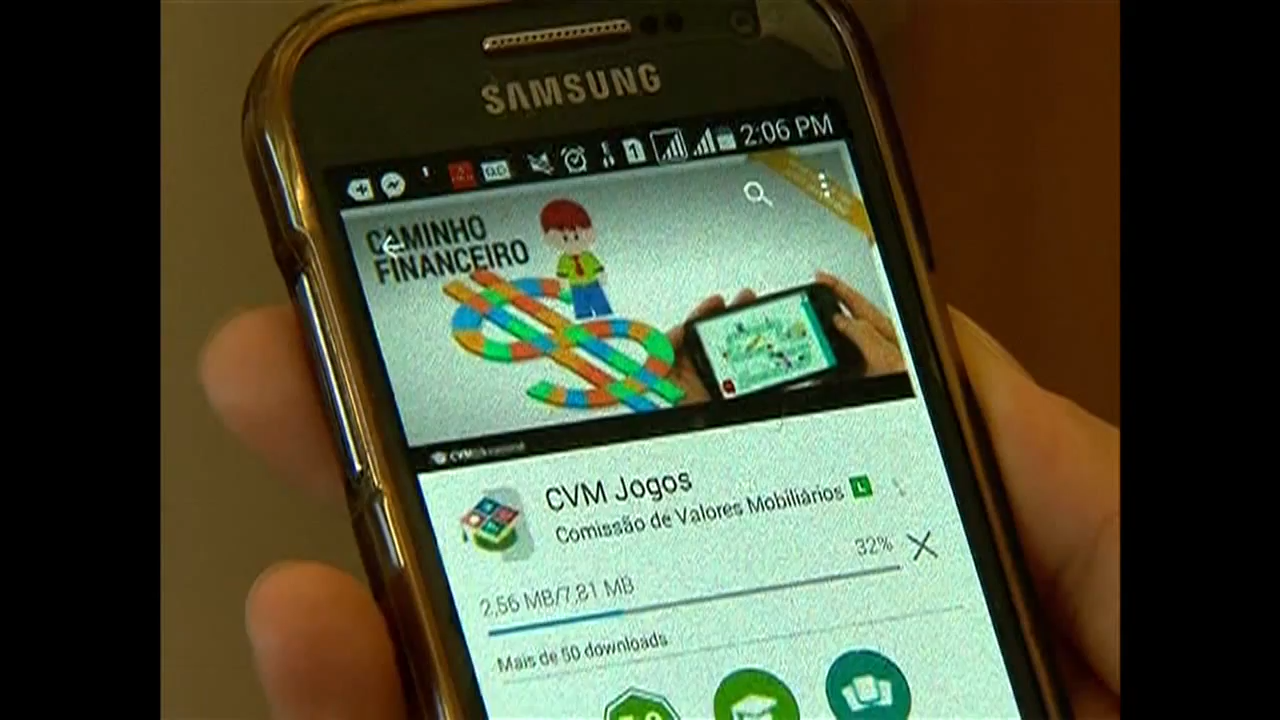 SAMSUNG
2:06 PM
CAMINHO
FINANCEIRO
CVM
CVM Jogos
Comissão de Valores Mobiliários L
32%
2,56 MB/7,81 MB
Mais de 50 downloads